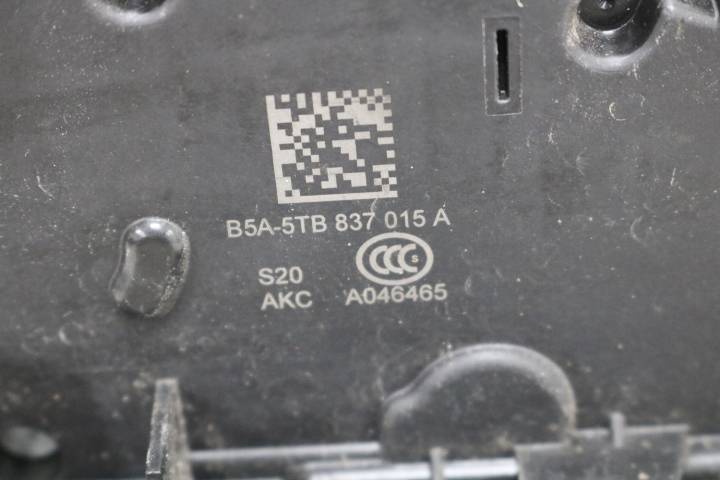 B5A-5TB 837 015 A
S20
CCC S
AKC A046465